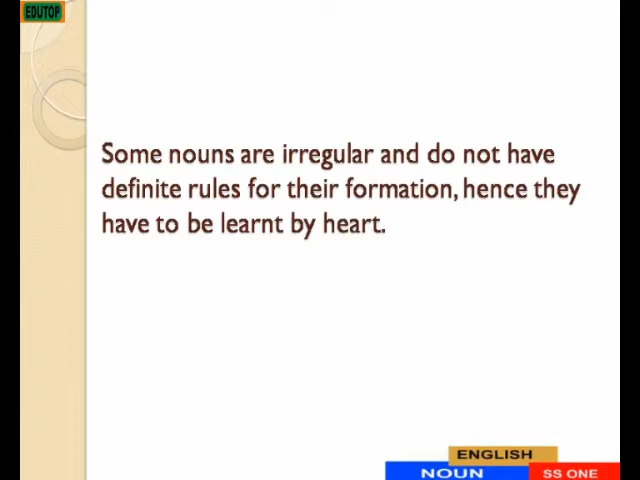 EDUTOP
Some nouns are irregular and do not have
definite rules for their formation, hence they
have to be learnt by heart.
ENGLISH
NOUN
SS ONE